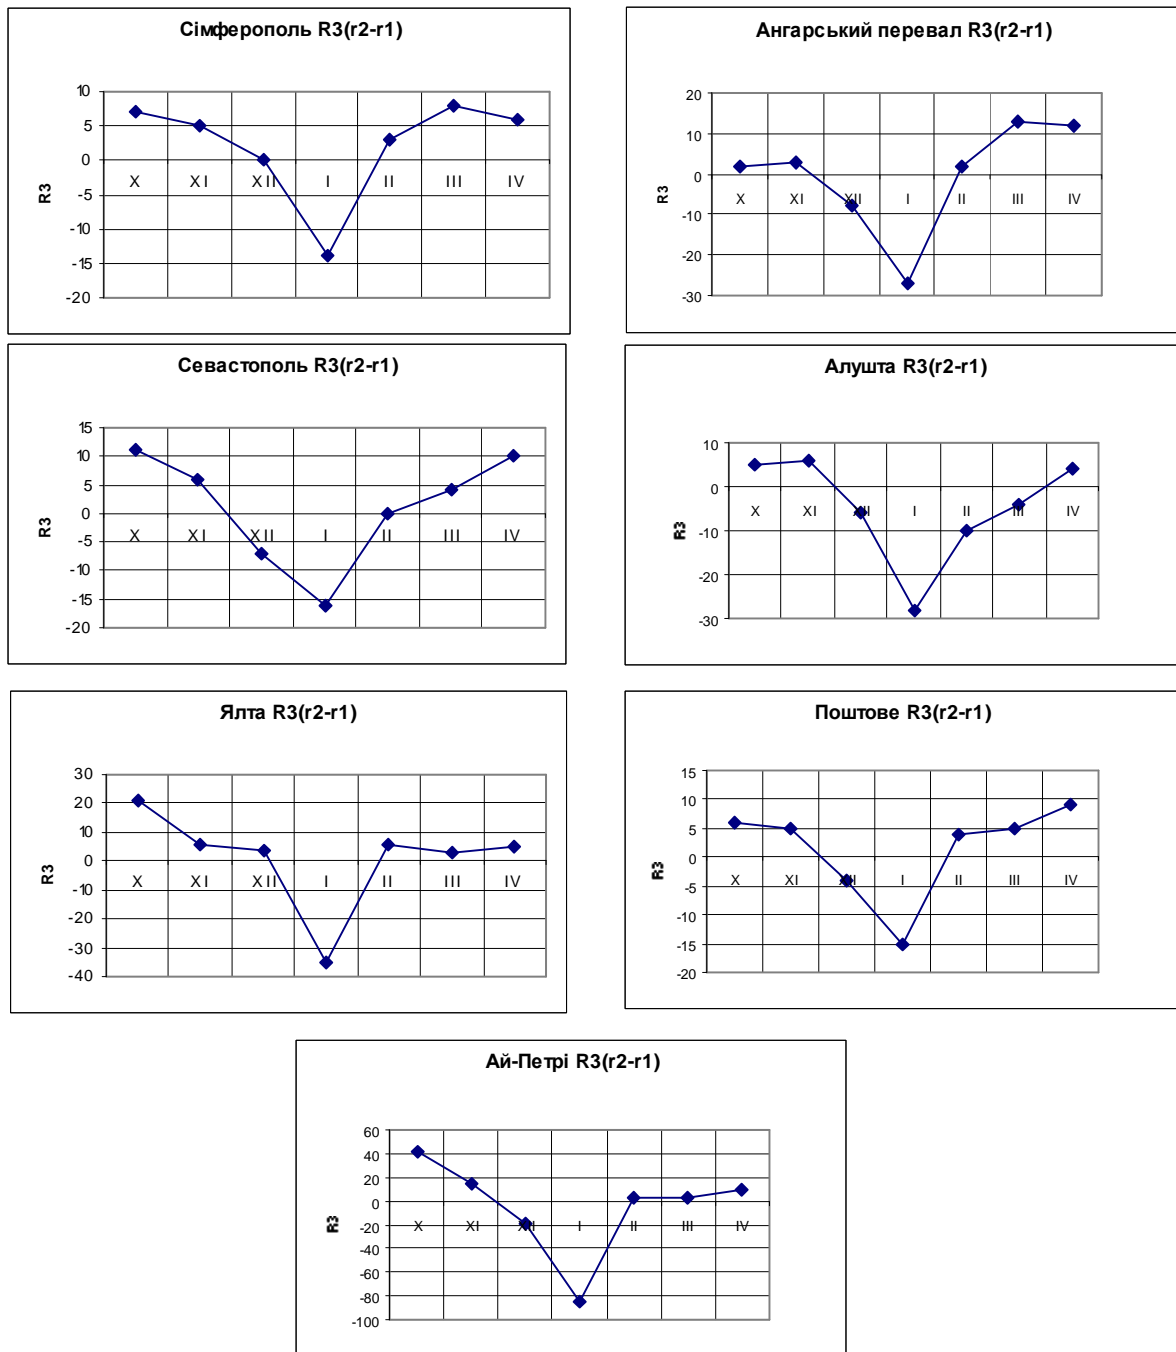 Сімферополь R3(r2-r1)
10
5
0
-5
-10
-15
-20
R3
X XI XII I II III IV
Ангарський перевал R3(r2-r1)
20
10
0
-10
-20
-30
R3
X XI XII I II III IV
Севастополь R3(r2-r1)
15
10
5
0
-5
-10
-15
-20
R3
X XI XII I II III IV
Алушта R3(r2-r1)
10
0
-10
-20
-30
R3
X XI XII I II III IV
Ялта R3(r2-r1)
30
20
10
0
-10
-20
-30
-40
R3
X XI XII I II III IV
Поштове R3(r2-r1)
15
10
5
0
-5
-10
-15
-20
R3
X XI XII I II III IV
Ай-Петрі R3(r2-r1)
60
40
20
0
-20
-40
-60
-80
-100
R3
X XI XII I II III IV